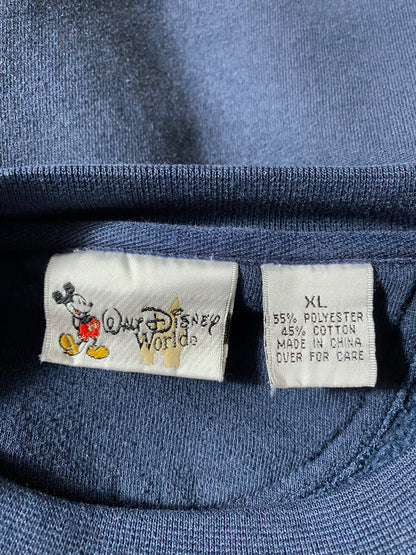 Walt Disney
World®
XL
55% POLYESTER
45% COTTON
MADE IN CHINA
OVER FOR CARE